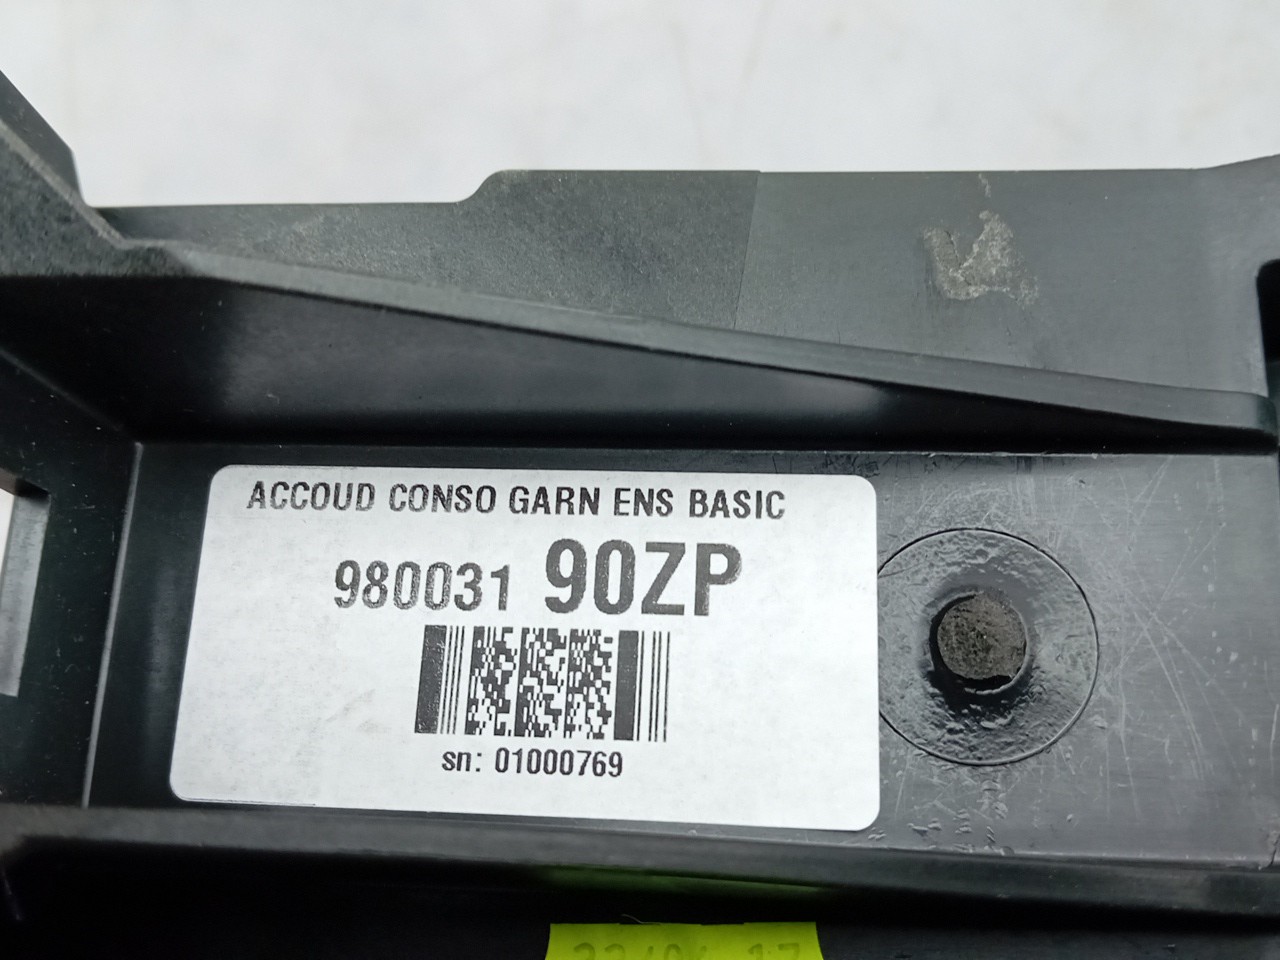 ACCOUD CONSO GARN ENS BASIC
980031 90ZP
sn: 01000769